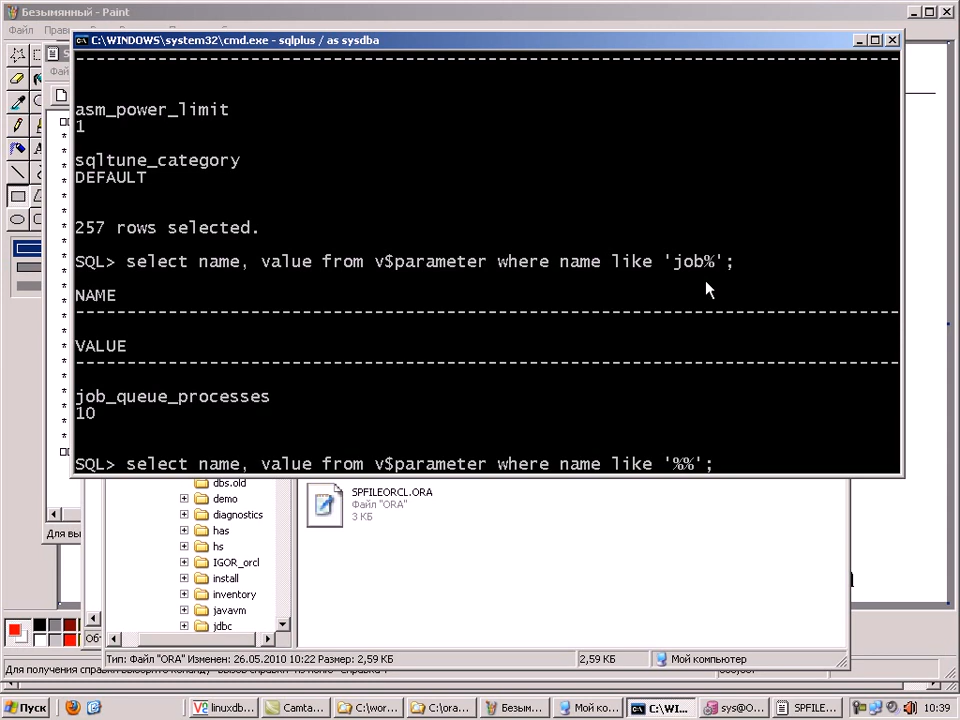 Безымянный - Paint
Файл Прав
C:\WINDOWS\system32\cmd.exe - sqlplus / as sysdba
asm_power_limit
1
sqltune_category
DEFAULT
257 rows selected.
SQL> select name, value from v$parameter where name like 'job%';
NAME
VALUE
job_queue_processes
10
SQL> select name, value from v$parameter where name like '%%';
dbs.old
demo
diagnostics
has
hs
IGOR_orcl
install
inventory
javavm
jdbc
SPFILEORCL.ORA
Файл "ORA"
3 КБ
Для вы
Тип: Файл "ORA" Изменен: 26.05.2010 10:22 Размер: 2,59 КБ
2,59 КБ
Мой компьютер
Пуск
linuxdb...
Camta...
C:\wor...
C:\ora...
Безым...
Мой ко...
C:\WI...
sys@O...
SPFILE...
10:39